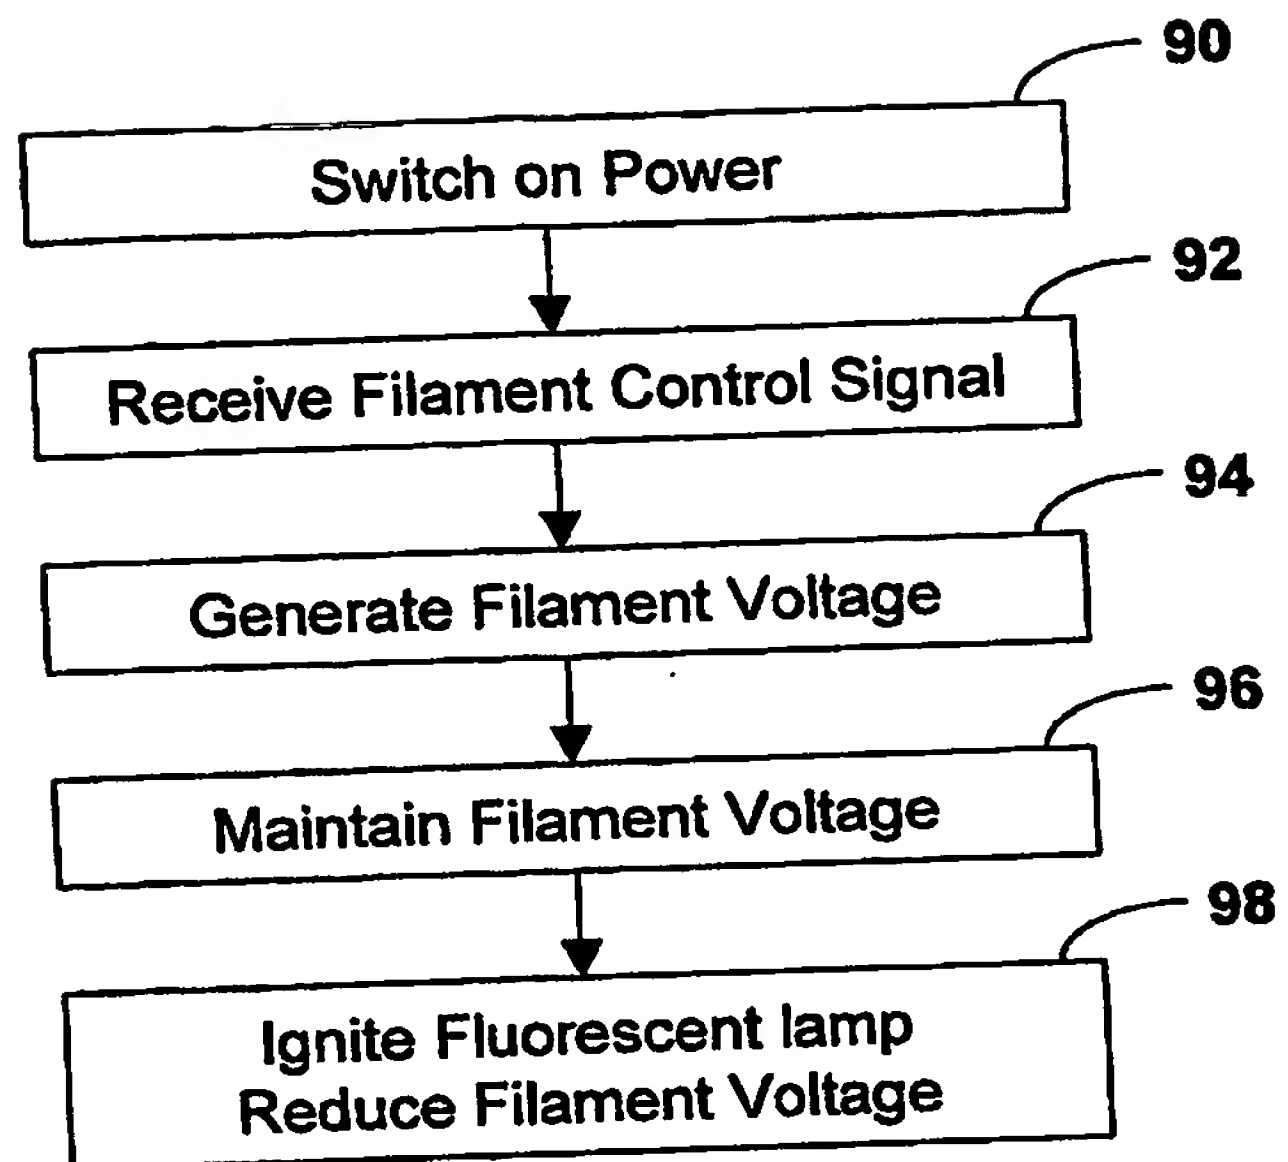 90
Switch on Power
92
Receive Filament Control Signal
94
Generate Filament Voltage
96
Maintain Filament Voltage
98
Ignite Fluorescent lamp
Reduce Filament Voltage